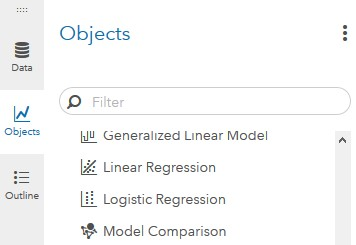 Objects
Data
Filter
Objects
Generalized Linear Model
Linear Regression
Outline
Logistic Regression
Model Comparison